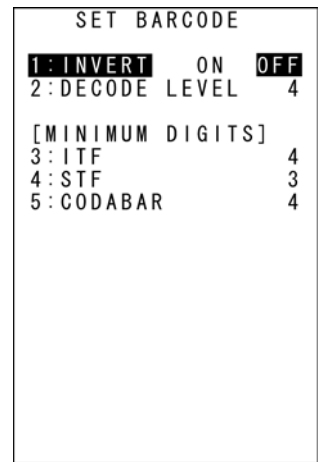 SET BARCODE
1:INVERT ON OFF
2:DECODE LEVEL 4
[MINIMUM DIGITS]
3:ITF 4
4:STF 3
5:CODABAR 4